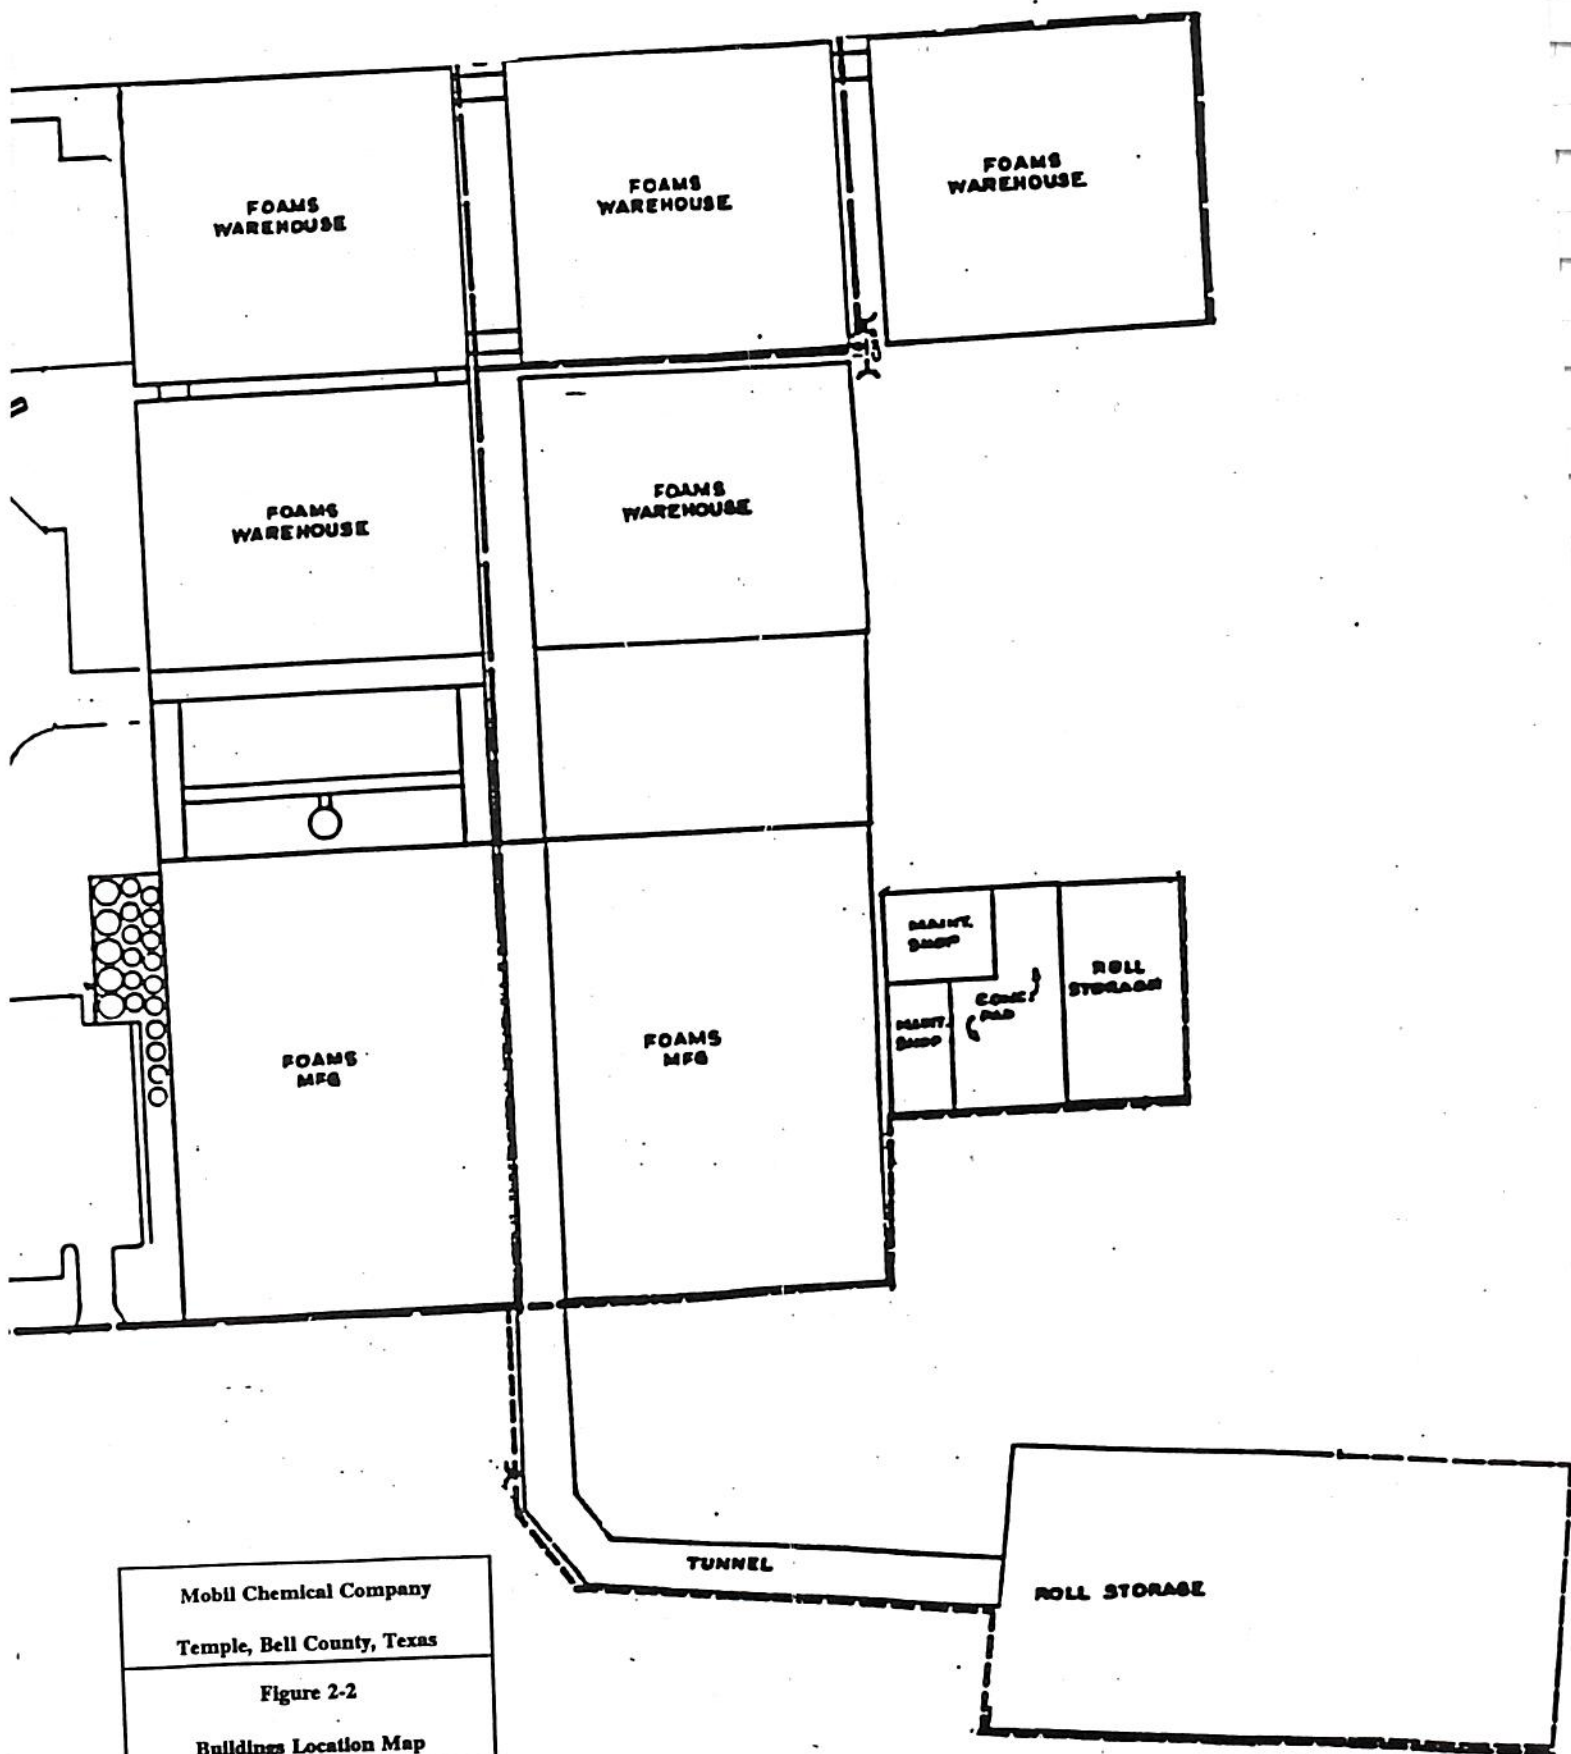 FOAMS
WAREHOUSE
FOAMS
WAREHOUSE
FOAMS
WAREHOUSE
FOAMS
WAREHOUSE
FOAMS
WAREHOUSE
MAINT.
SHOP
ROLL
STORAGE
CONC.
PAD
MAINT.
SHOP
FOAMS
MFG
FOAMS
MFG
TUNNEL
ROLL STORAGE
Mobil Chemical Company
Temple, Bell County, Texas
Figure 2-2
Buildings Location Map